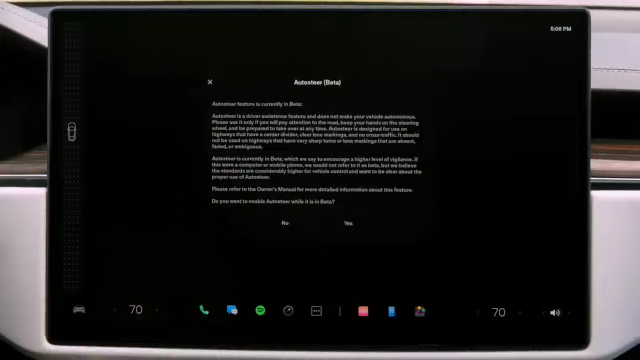 5:08 PM
Autosteer (Beta)
Autosteer feature is currently in Beta:
Autosteer is a driver assistance feature and does not make your vehicle autonomous.
Please use it only if you will pay attention to the road, keep your hands on the steering
wheel, and be prepared to take over at any time. Autosteer is designed for use on
highways that have a center divider, clear lane markings, and no cross-traffic. It should
not be used on highways that have very sharp turns or lane markings that are absent,
faded, or ambiguous.
Autosteer is currently in Beta, which we say to encourage a higher level of vigilance. If
this were a computer or mobile phone, we would not refer to it as beta, but we believe
the standards are considerably higher for vehicle control and want to be clear about the
proper use of Autosteer.
Please refer to the Owner's Manual for more detailed information about this feature.
Do you want to enable Autosteer while it is in Beta?
No Yes
70 70